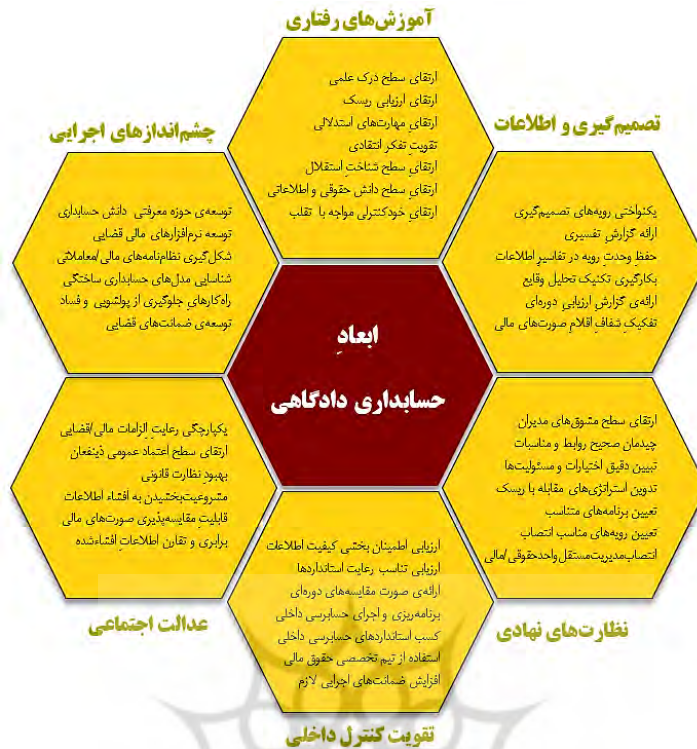 آموزش‌های رفتاری
ارتقای سطح درک علمی
ارتقای ارزیابی ریسک
ارتقای مهارت‌های استدلالی
تقویت تفکر انتقادی
ارتقای سطح شناخت استقلال
ارتقای سطح دانش حقوقی و اطلاعاتی
ارتقای خودکنترلی مواجه با تقلب
تصمیم‌گیری و اطلاعات
یکنواختی رویه‌های تصمیم‌گیری
ارائه گزارش تفسیری
حفظ وحدت رویه در تفاسیر اطلاعات
بکارگیری تکنیک تحلیل وقایع
ارائه‌ی گزارش ارزیابی دوره‌ای
تفکیک شفاف اقلام صورت‌های مالی
چشم‌اندازهای اجرایی
توسعه‌ی حوزه معرفتی دانش حسابداری
توسعه نرم‌افزارهای مالی قضایی
شکل‌گیری نظام‌نامه‌های مالی/معاملاتی
شناسایی مدل‌های حسابداری ساختگی
راه‌کارهای جلوگیری از پولشویی و فساد
توسعه‌ی ضمانت‌های قضایی
ابعادِ
حسابداری دادگاهی
ارتقای سطح مشوق‌های مدیران
چیدمان صحیح روابط و مناسبات
تبیین دقیق اختیارات و مسئولیت‌ها
تدوین استراتژی‌های مقابله با ریسک
تعیین برنامه‌های متناسب
تعیین رویه‌های مناسب انتصاب
انتصاب‌مدیریت‌مستقل‌واحدحقوقی/مالی
نظارت‌های نهادی
یکپارچگی رعایت الزامات مالی/قضایی
ارتقای سطح اعتماد عمومی ذینفعان
بهبود نظارت قانونی
مشروعیت‌بخشیدن به افشاء اطلاعات
قابلیت مقایسه‌پذیری صورت‌های مالی
برابری و تقارن اطلاعات افشاءشده
عدالت اجتماعی
ارزیابی اطمینان بخشی کیفیت اطلاعات
ارزیابی تناسب رعایت استانداردها
ارائه‌ی صورت مقایسه‌های دوره‌ای
برنامه‌ریزی و اجرای حسابرسی داخلی
کسب استانداردهای حسابرسی داخلی
استفاده از تیم تخصصی حقوق مالی
افزایش ضمانت‌های اجرایی لازم
تقویت کنترل داخلی